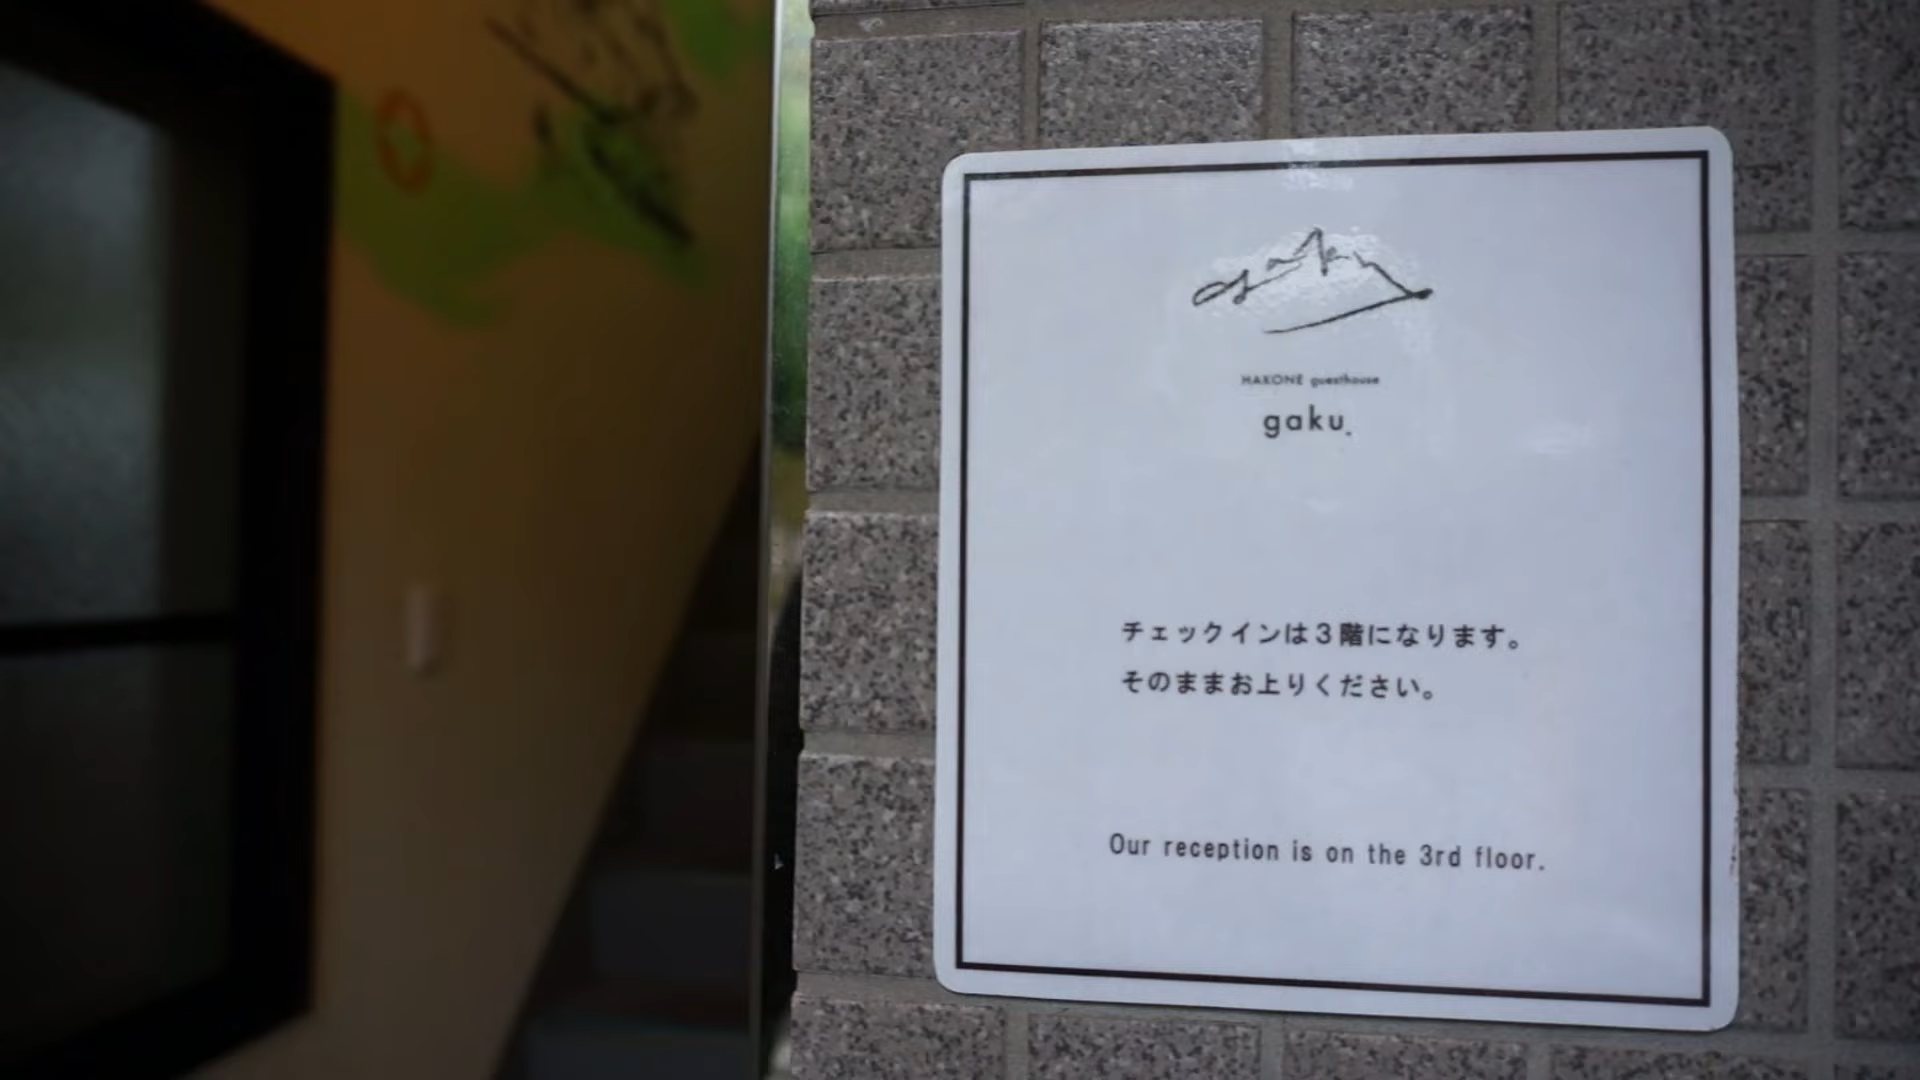 HAKONE guesthouse
gaku.
チェックインは3階になります。
そのままお上りください。
Our reception is on the 3rd floor.